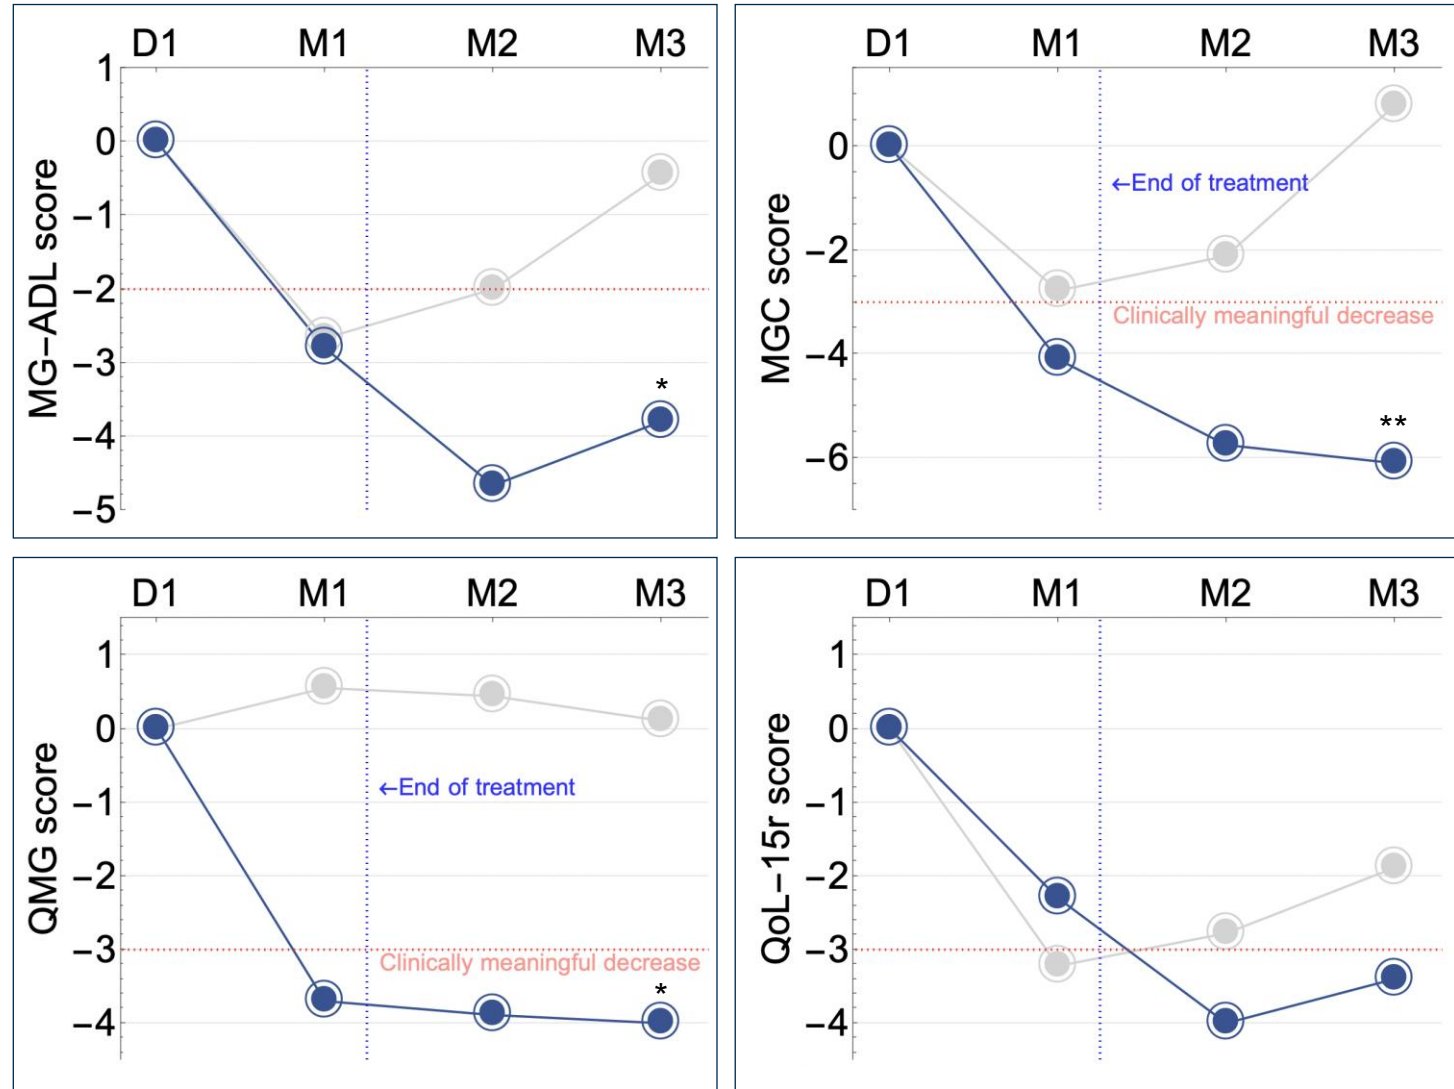 D1 M1 M2 M3
1
0
−1
−2
−3
−4
−5
MG−ADL score
*
D1 M1 M2 M3
0
−2
−4
−6
MGC score
←End of treatment
Clinically meaningful decrease
**
D1 M1 M2 M3
1
0
−1
−2
−3
−4
QMG score
←End of treatment
Clinically meaningful decrease
*
D1 M1 M2 M3
1
0
−1
−2
−3
−4
QoL−15r score